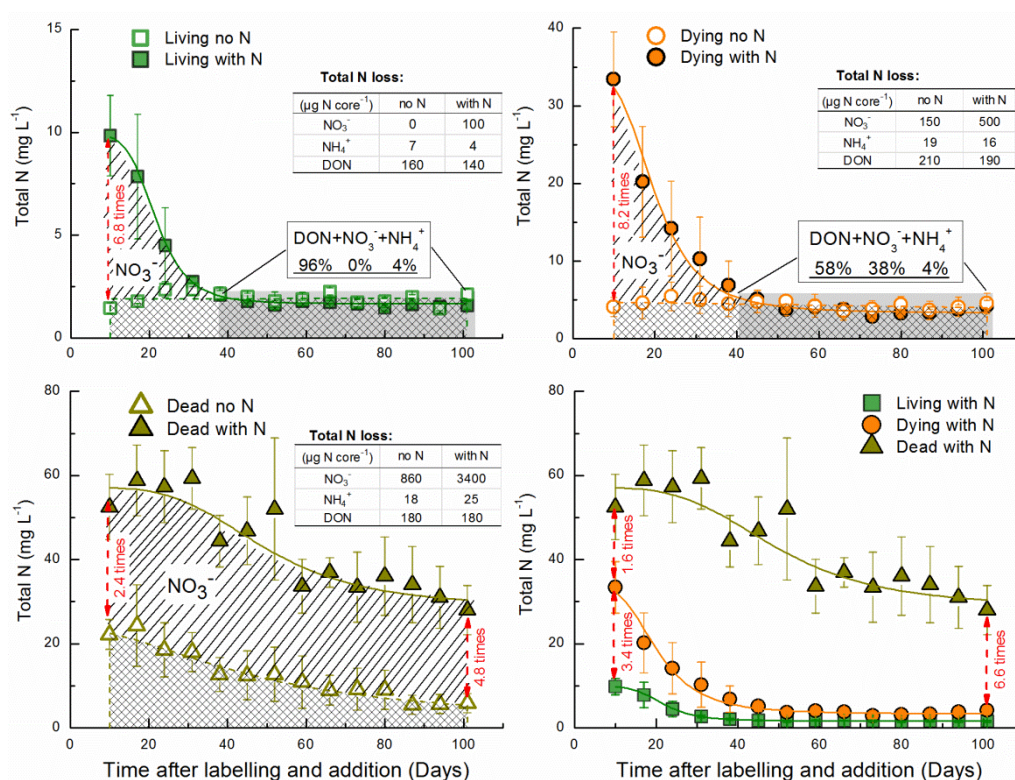 Living no N
Living with N
Total N loss:
(µg N core⁻¹) no N with N
NO₃⁻ 0 100
NH₄⁺ 7 4
DON 160 140
6.8 times
NO₃⁻
DON+NO₃⁻+NH₄⁺
96% 0% 4%
Total N (mg L⁻¹)
15
10
5
0
0 20 40 60 80 100
Dying no N
Dying with N
Total N loss:
(µg N core⁻¹) no N with N
NO₃⁻ 150 500
NH₄⁺ 19 16
DON 210 190
8.2 times
NO₃⁻
DON+NO₃⁻+NH₄⁺
58% 38% 4%
Total N (mg L⁻¹)
40
30
20
10
0
0 20 40 60 80 100
Dead no N
Dead with N
Total N loss:
(µg N core⁻¹) no N with N
NO₃⁻ 860 3400
NH₄⁺ 18 25
DON 180 180
2.4 times
NO₃⁻
4.8 times
Total N (mg L⁻¹)
80
60
40
20
0
0 20 40 60 80 100
Time after labelling and addition (Days)
Living with N
Dying with N
Dead with N
1.6 times
3.4 times
6.6 times
Total N (mg L⁻¹)
80
60
40
20
0
0 20 40 60 80 100
Time after labelling and addition (Days)